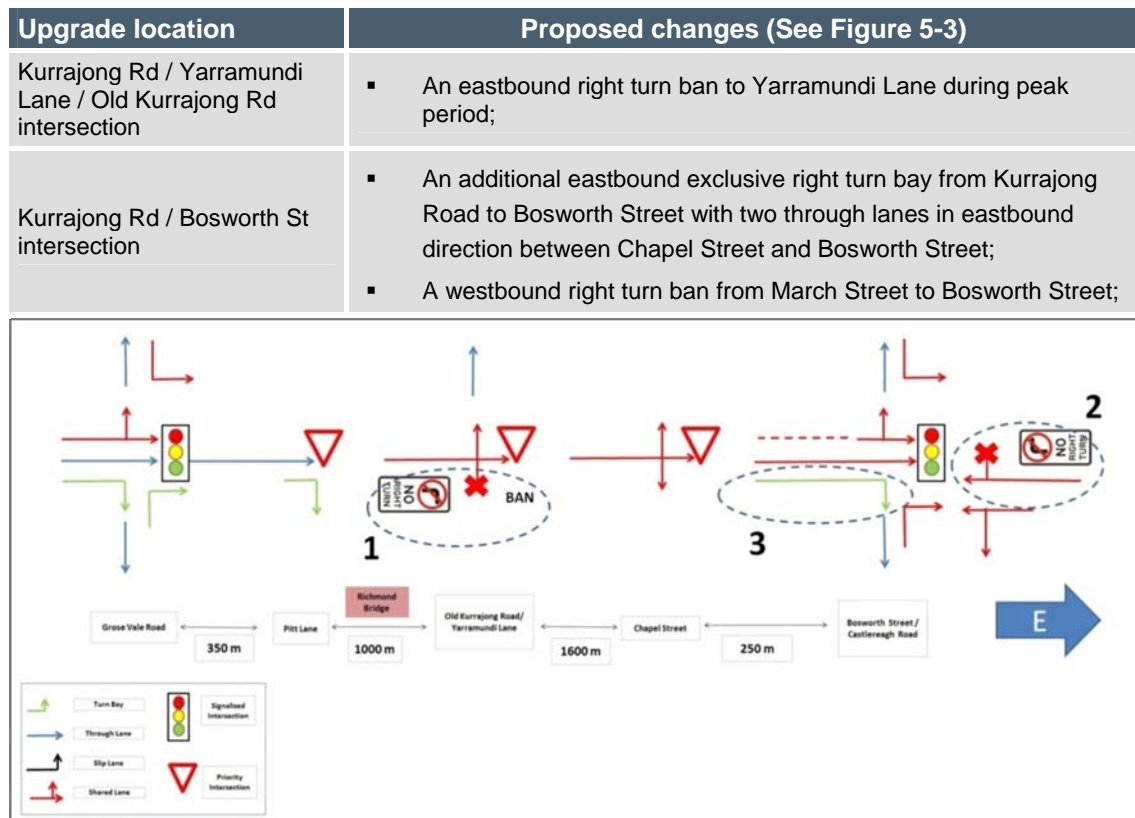 Upgrade location
Proposed changes (See Figure 5-3)
Kurrajong Rd / Yarramundi
Lane / Old Kurrajong Rd
intersection
▪ An eastbound right turn ban to Yarramundi Lane during peak
period;
Kurrajong Rd / Bosworth St
intersection
▪ An additional eastbound exclusive right turn bay from Kurrajong
Road to Bosworth Street with two through lanes in eastbound
direction between Chapel Street and Bosworth Street;
▪ A westbound right turn ban from March Street to Bosworth Street;
2
NO
RIGHT
TURN
NO
RIGHT
TURN
BAN
1
3
Richmond
Bridge
Grose Vale Road
Pitt Lane
Old Kurrajong Road/
Yarramundi Lane
Chapel Street
Bosworth Street /
Castlereagh Road
E
350 m
1000 m
1600 m
250 m
Turn Bay
Signalised
Intersection
Through Lane
Slip Lane
Priority
Intersection
Shared Lane